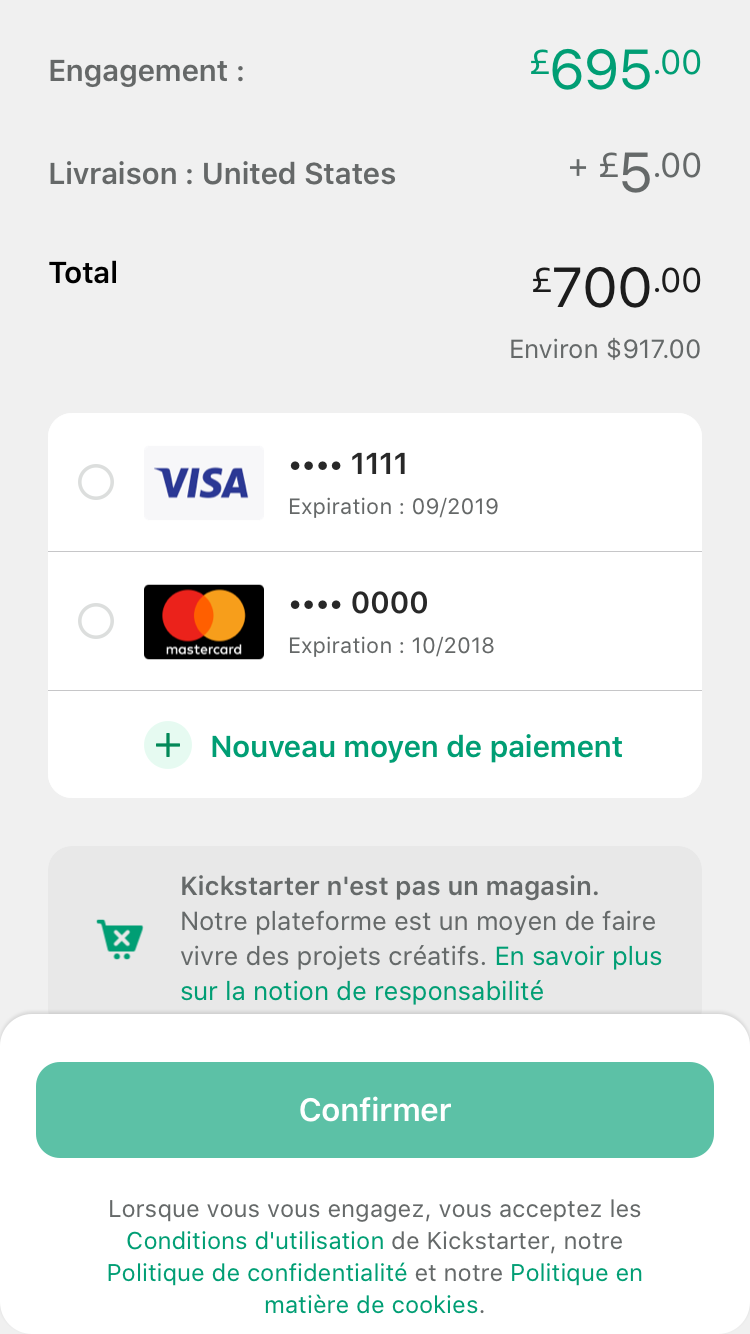 Engagement :
£695.00
Livraison : United States
+ £5.00
Total
£700.00
Environ $917.00
VISA
•••• 1111
Expiration : 09/2019
mastercard
•••• 0000
Expiration : 10/2018
+ Nouveau moyen de paiement
Kickstarter n'est pas un magasin.
Notre plateforme est un moyen de faire
vivre des projets créatifs. En savoir plus
sur la notion de responsabilité
Confirmer
Lorsque vous vous engagez, vous acceptez les
Conditions d'utilisation de Kickstarter, notre
Politique de confidentialité et notre Politique en
matière de cookies.